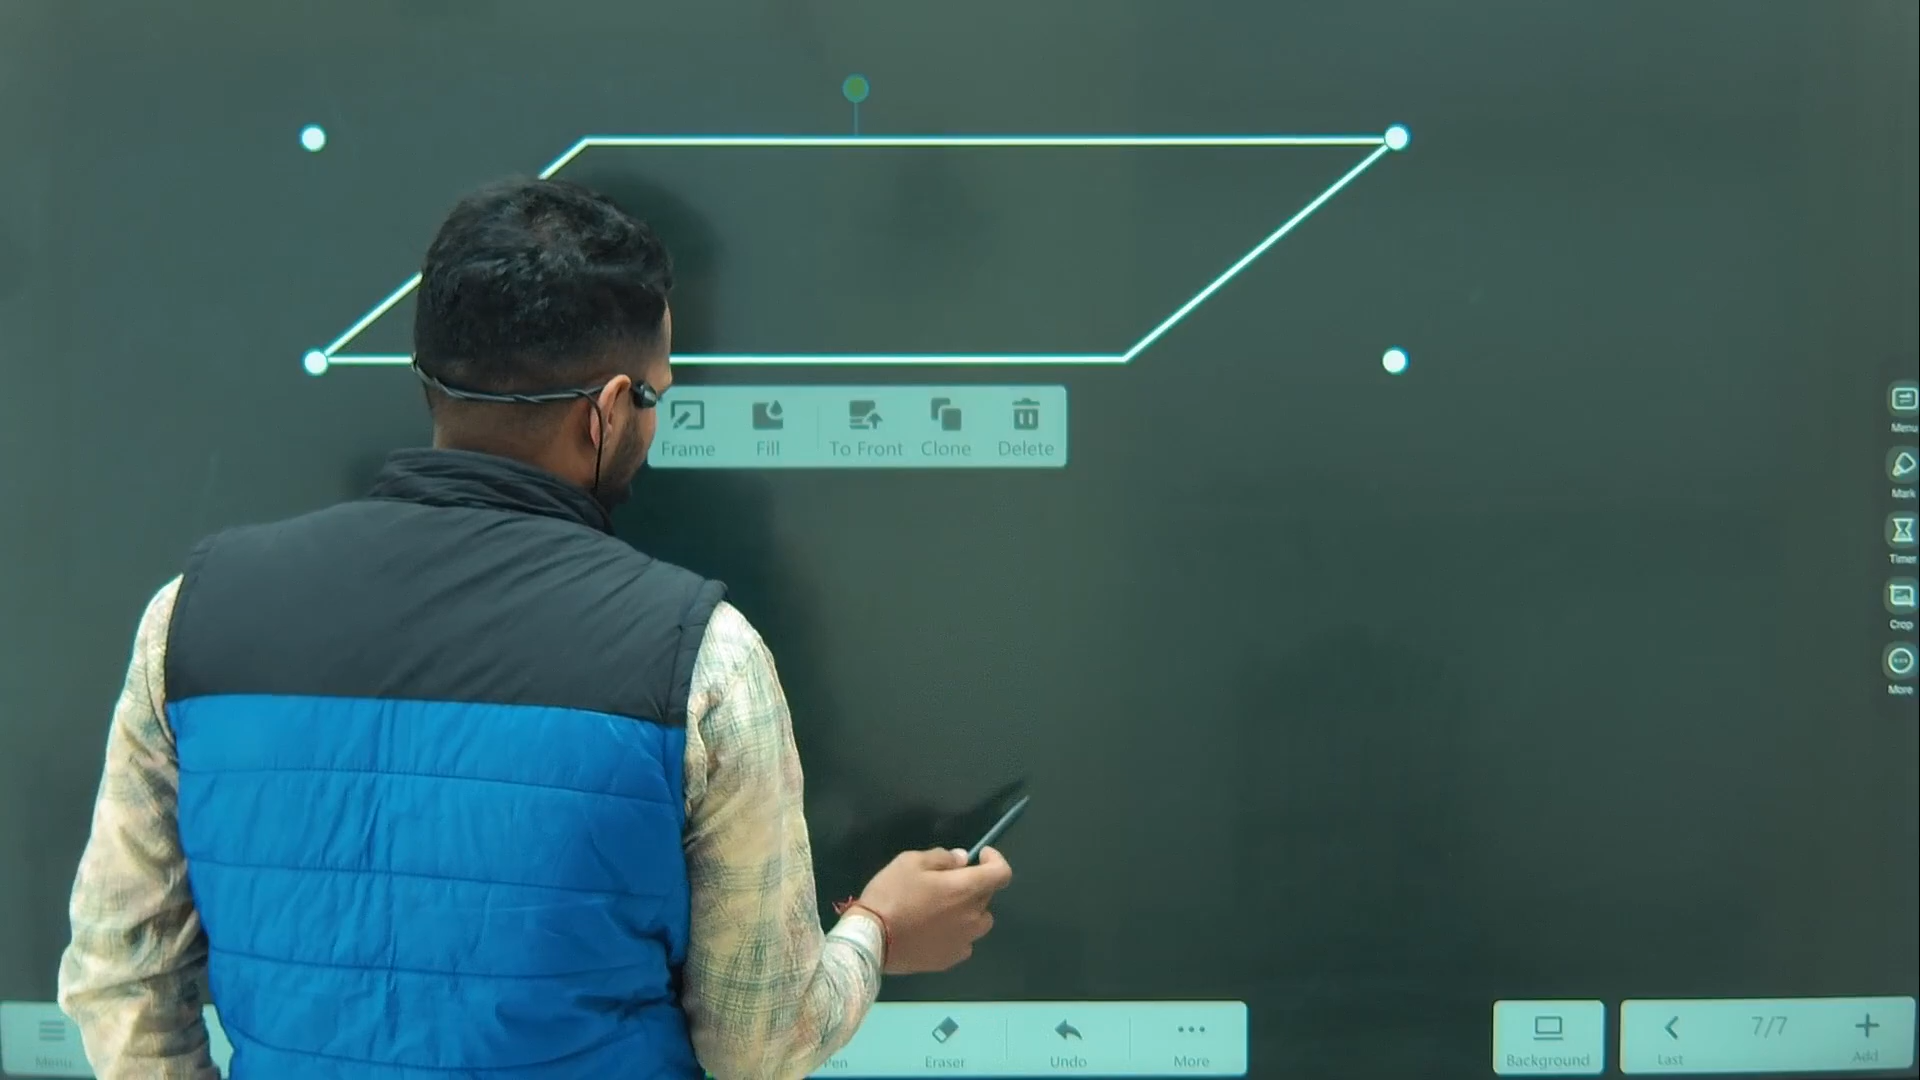 Frame Fill To Front Clone Delete
Menu
Mark
Timer
Crop
More
Menu Pen Eraser Undo More Background Last 7/7 Add